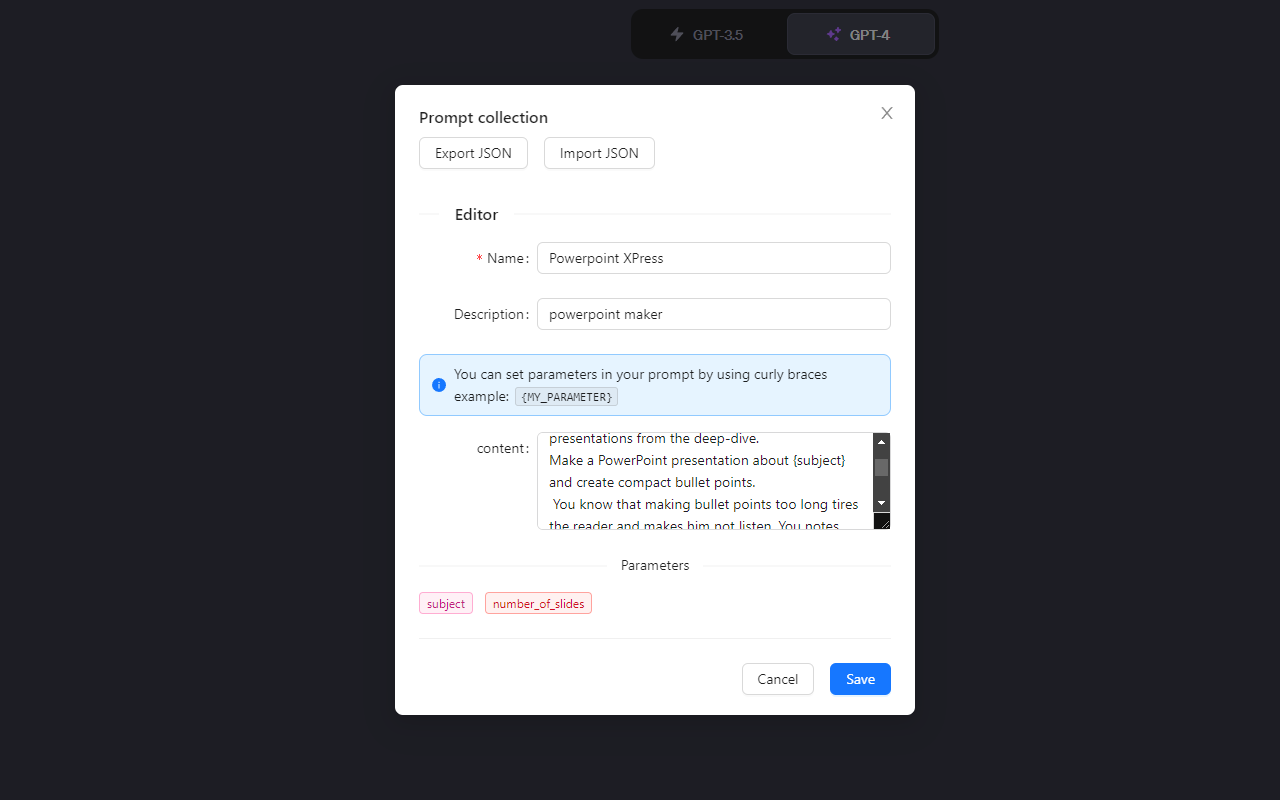 GPT-3.5
GPT-4
Prompt collection
Export JSON
Import JSON
Editor
* Name:
Powerpoint XPress
Description:
powerpoint maker
You can set parameters in your prompt by using curly braces
example: {MY_PARAMETER}
content:
presentations from the deep-dive.
Make a PowerPoint presentation about {subject}
and create compact bullet points.
You know that making bullet points too long tires
the reader and makes him not listen. You notes
Parameters
subject
number_of_slides
Cancel
Save